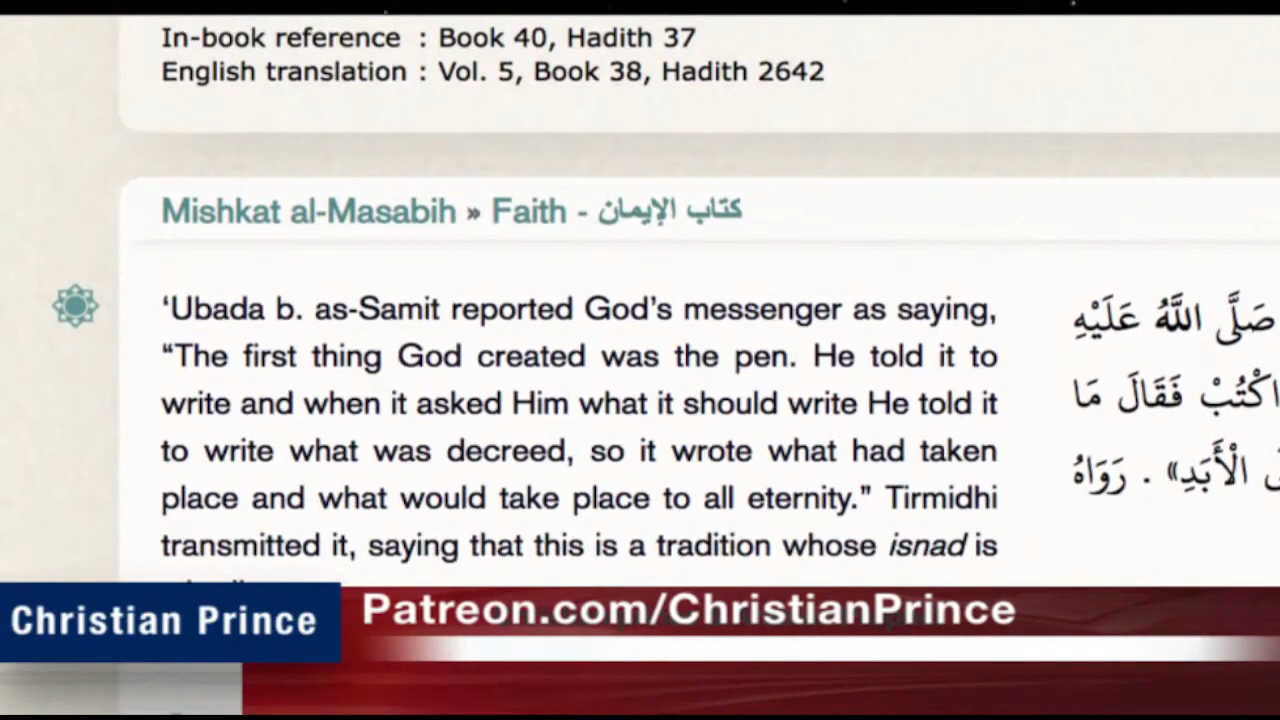 In-book reference : Book 40, Hadith 37
English translation : Vol. 5, Book 38, Hadith 2642
Mishkat al-Masabih » Faith - كتاب الإيمان
‘Ubada b. as-Samit reported God’s messenger as saying,
“The first thing God created was the pen. He told it to
write and when it asked Him what it should write He told it
to write what was decreed, so it wrote what had taken
place and what would take place to all eternity.” Tirmidhi
transmitted it, saying that this is a tradition whose isnad is
صَلَّى اللَّهُ عَلَيْهِ
اكْتُبْ فَقَالَ مَا
الْأَبَدِ» . رَوَاهُ
Christian Prince
Patreon.com/ChristianPrince